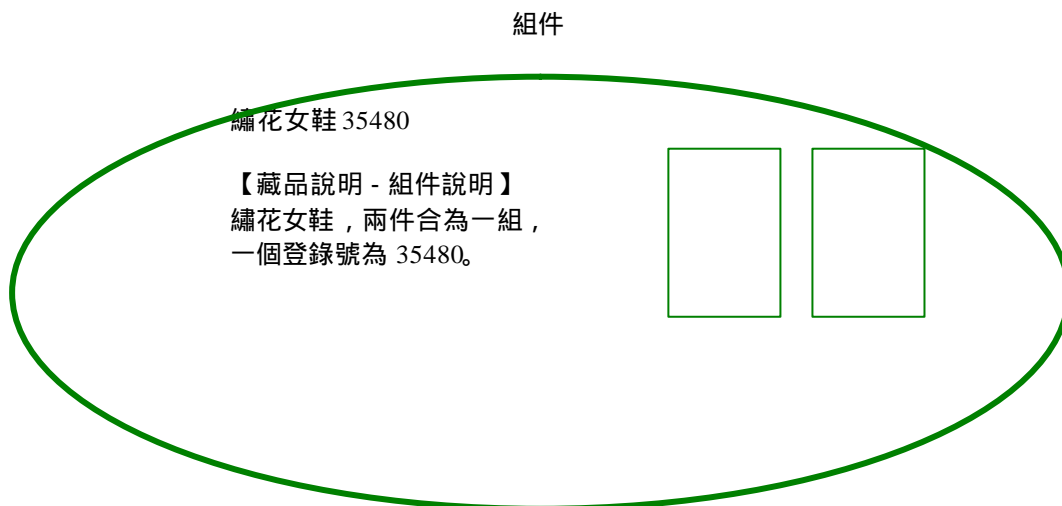 組件
繡花女鞋 35480
【藏品說明 - 組件說明】
繡花女鞋，兩件合為一組，
一個登錄號為 35480。